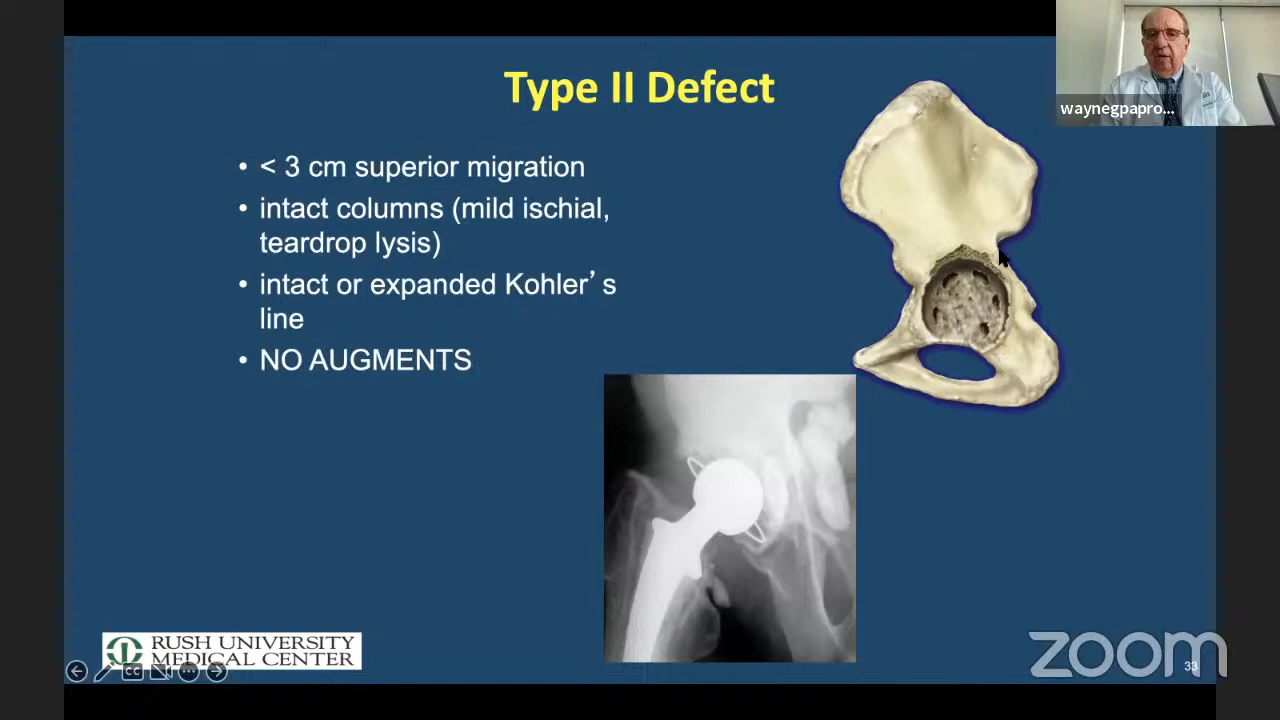 Type II Defect
waynegpapro...
• < 3 cm superior migration
• intact columns (mild ischial,
teardrop lysis)
• intact or expanded Kohler’s
line
• NO AUGMENTS
RUSH UNIVERSITY
MEDICAL CENTER
CC
zoom
33